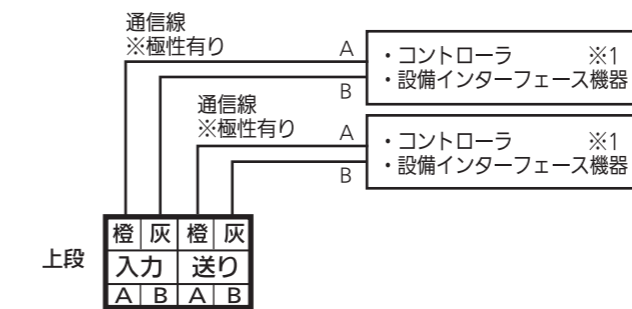 通信線
※極性有り
A
・コントローラ ※1
B
・設備インターフェース機器
通信線
※極性有り
A
・コントローラ ※1
B
・設備インターフェース機器
上段
橙 灰 橙 灰
入力 送り
A B A B